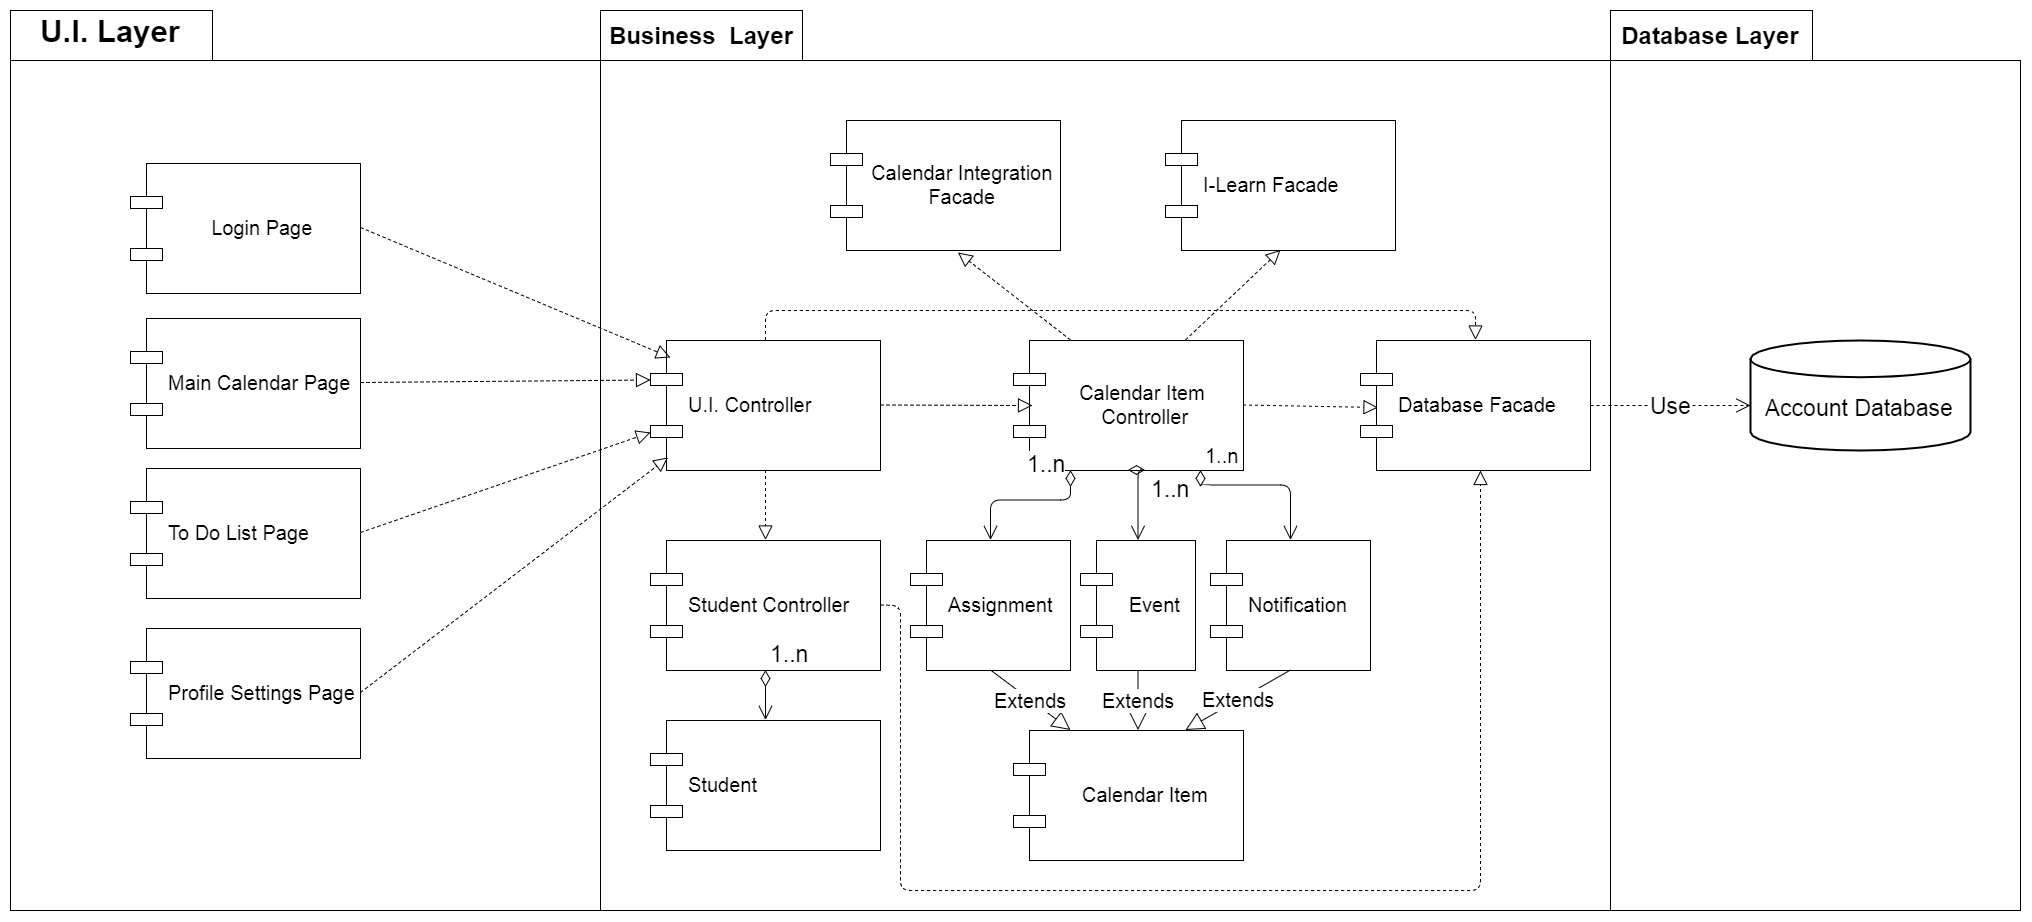 U.I. Layer
Business Layer
Database Layer
Login Page
Main Calendar Page
To Do List Page
Profile Settings Page
Calendar Integration
Facade
I-Learn Facade
U.I. Controller
Calendar Item
Controller
Database Facade
Use
Account Database
1..n
1..n
1..n
Student Controller
1..n
Assignment
Event
Notification
Extends
Extends
Extends
Student
Calendar Item